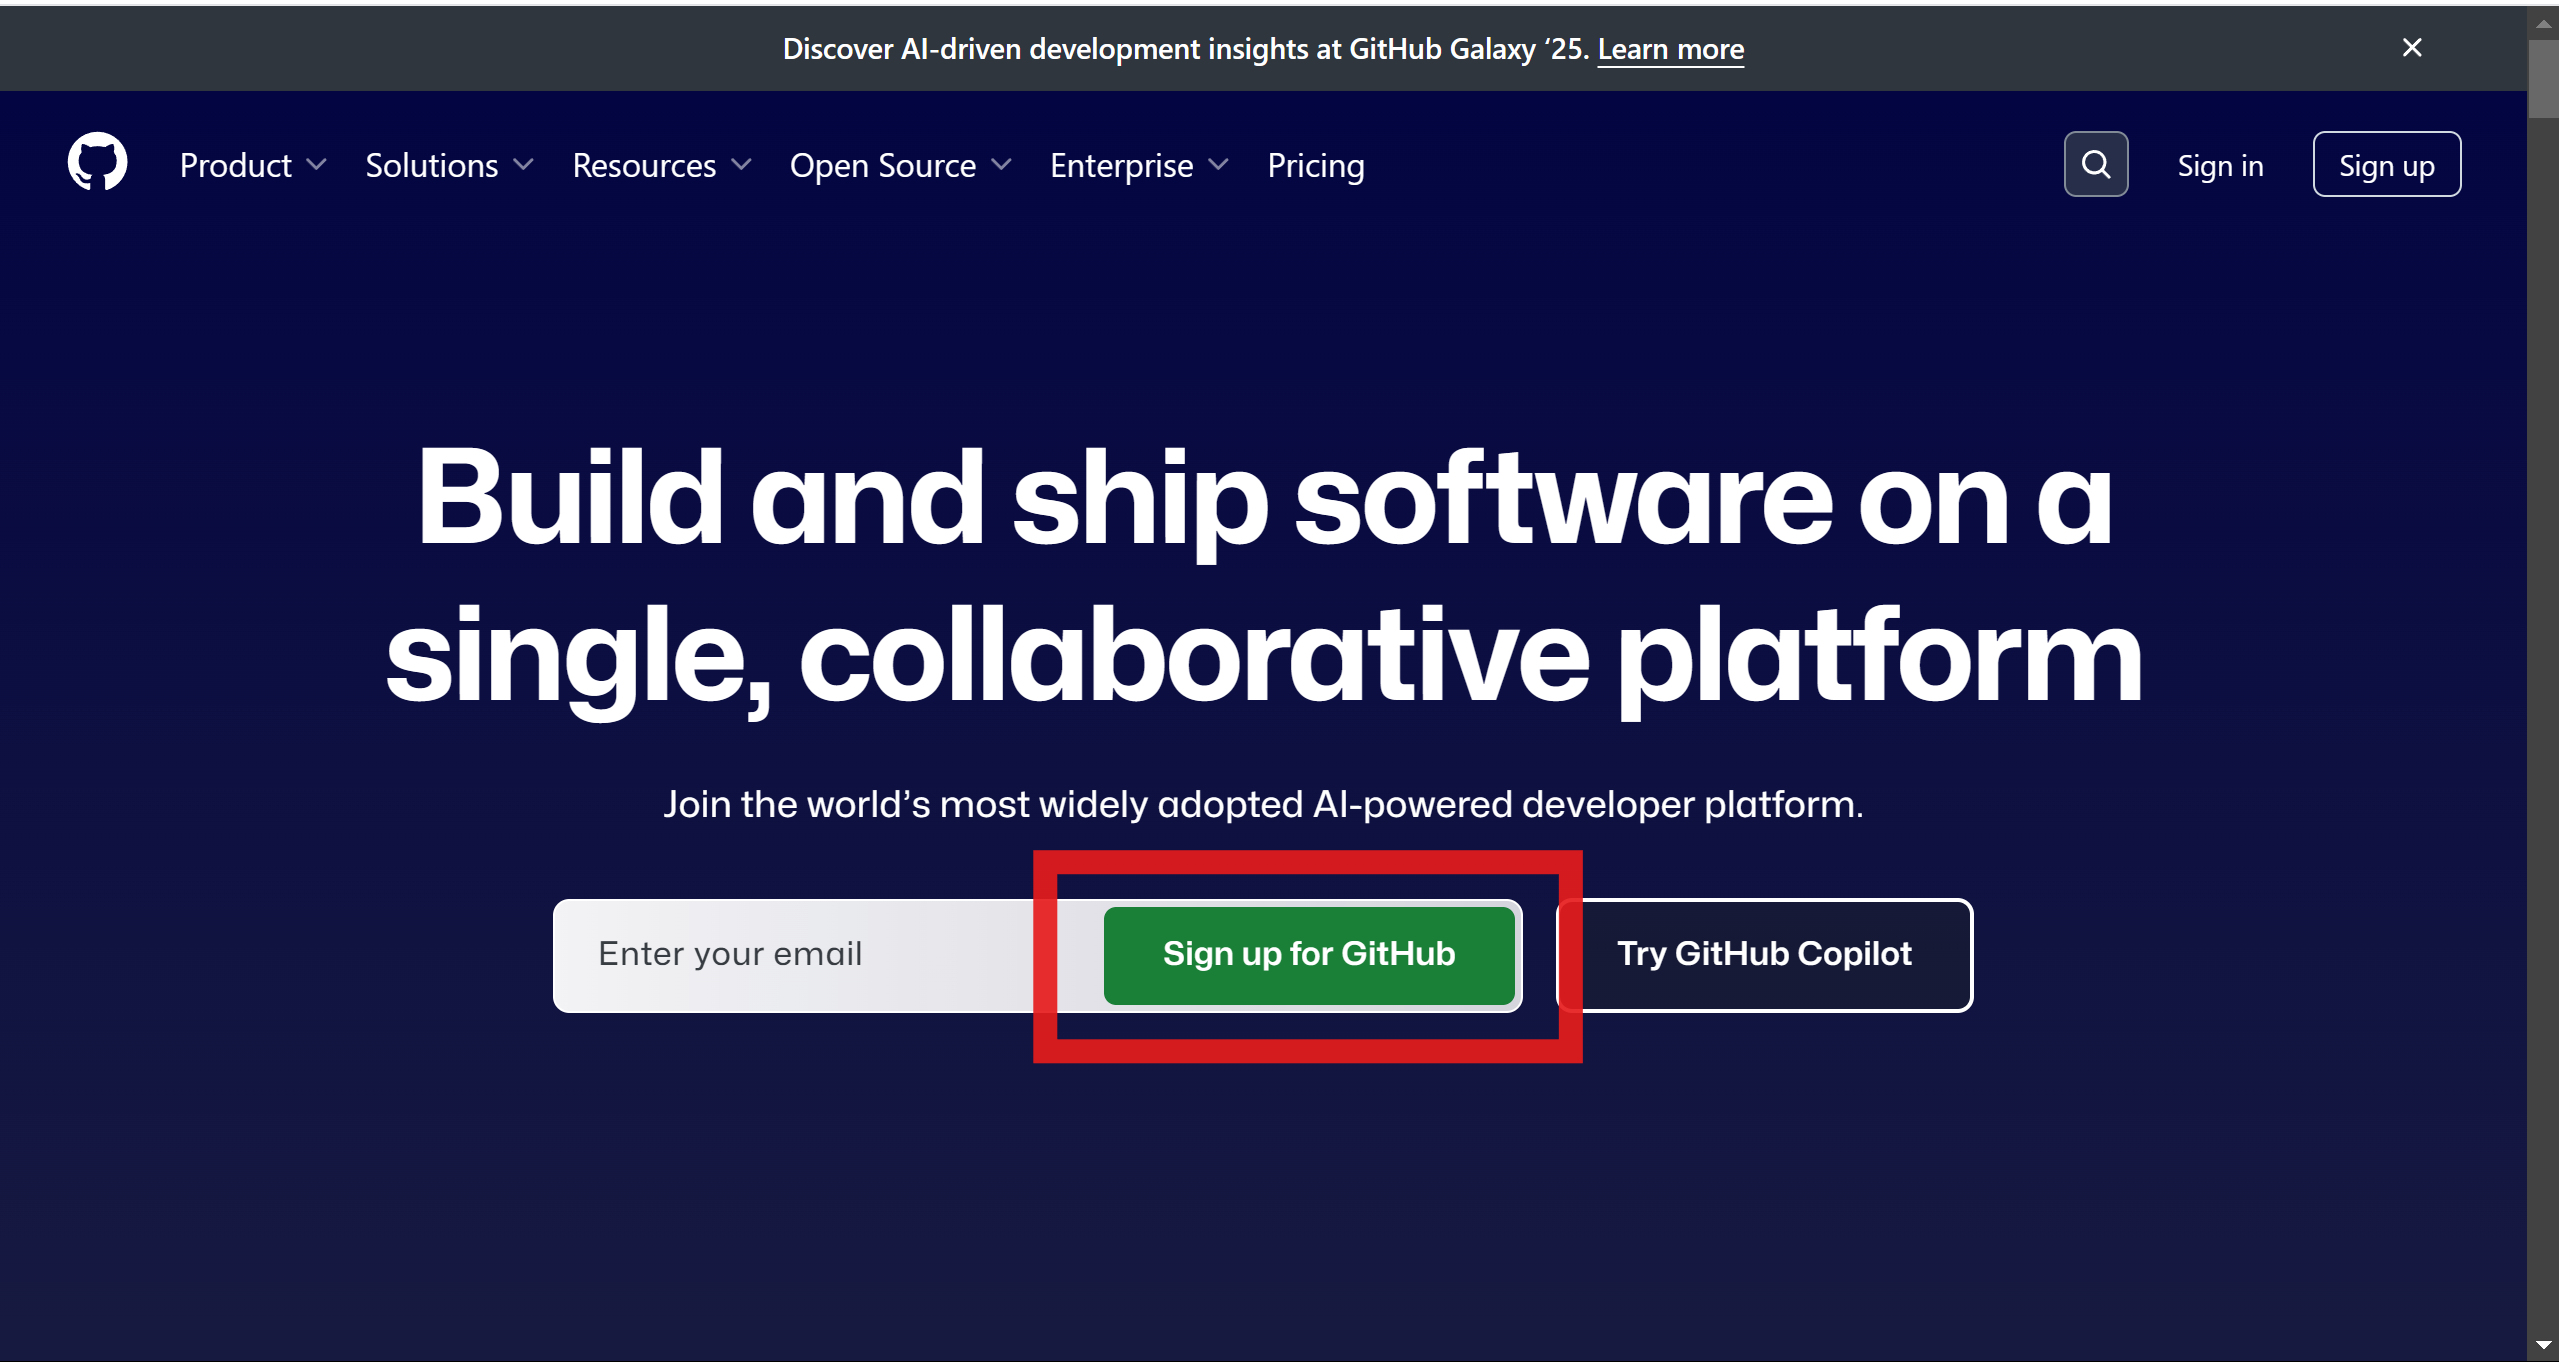 Discover AI-driven development insights at GitHub Galaxy ‘25. Learn more
Product Solutions Resources Open Source Enterprise Pricing Sign in Sign up
Build and ship software on a
single, collaborative platform
Join the world’s most widely adopted AI-powered developer platform.
Enter your email Sign up for GitHub Try GitHub Copilot